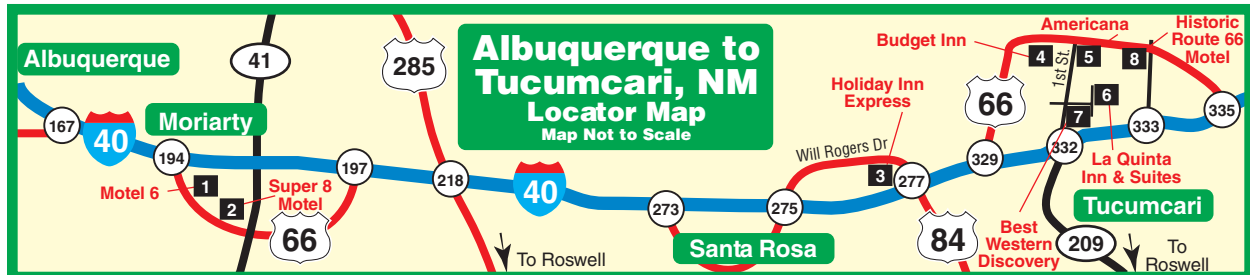 Albuquerque to
Tucumcari, NM
Locator Map
Map Not to Scale
Albuquerque
167
40
Moriarty
194
Motel 6
1
2
Super 8
Motel
66
41
197
285
218
To Roswell
40
273
Santa Rosa
275
Will Rogers Dr
Holiday Inn
Express
3
277
84
329
66
Budget Inn
4
1st St.
Americana
5
8
Historic
Route 66
Motel
6
7
332
333
335
La Quinta
Inn & Suites
Best
Western
Discovery
Tucumcari
209
To
Roswell